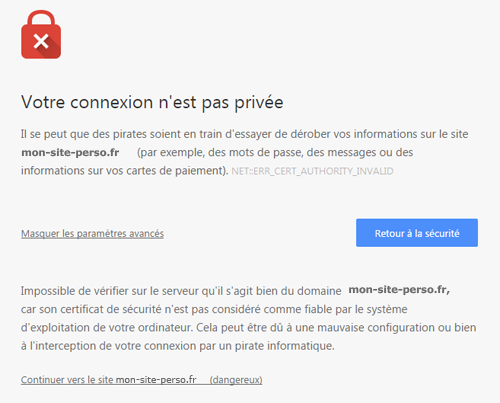 Votre connexion n'est pas privée
Il se peut que des pirates soient en train d'essayer de dérober vos informations sur le site
mon-site-perso.fr (par exemple, des mots de passe, des messages ou des
informations sur vos cartes de paiement). NET::ERR_CERT_AUTHORITY_INVALID
Masquer les paramètres avancés
Retour à la sécurité
Impossible de vérifier sur le serveur qu'il s'agit bien du domaine mon-site-perso.fr,
car son certificat de sécurité n'est pas considéré comme fiable par le système
d'exploitation de votre ordinateur. Cela peut être dû à une mauvaise configuration ou bien
à l'interception de votre connexion par un pirate informatique.
Continuer vers le site mon-site-perso.fr (dangereux)